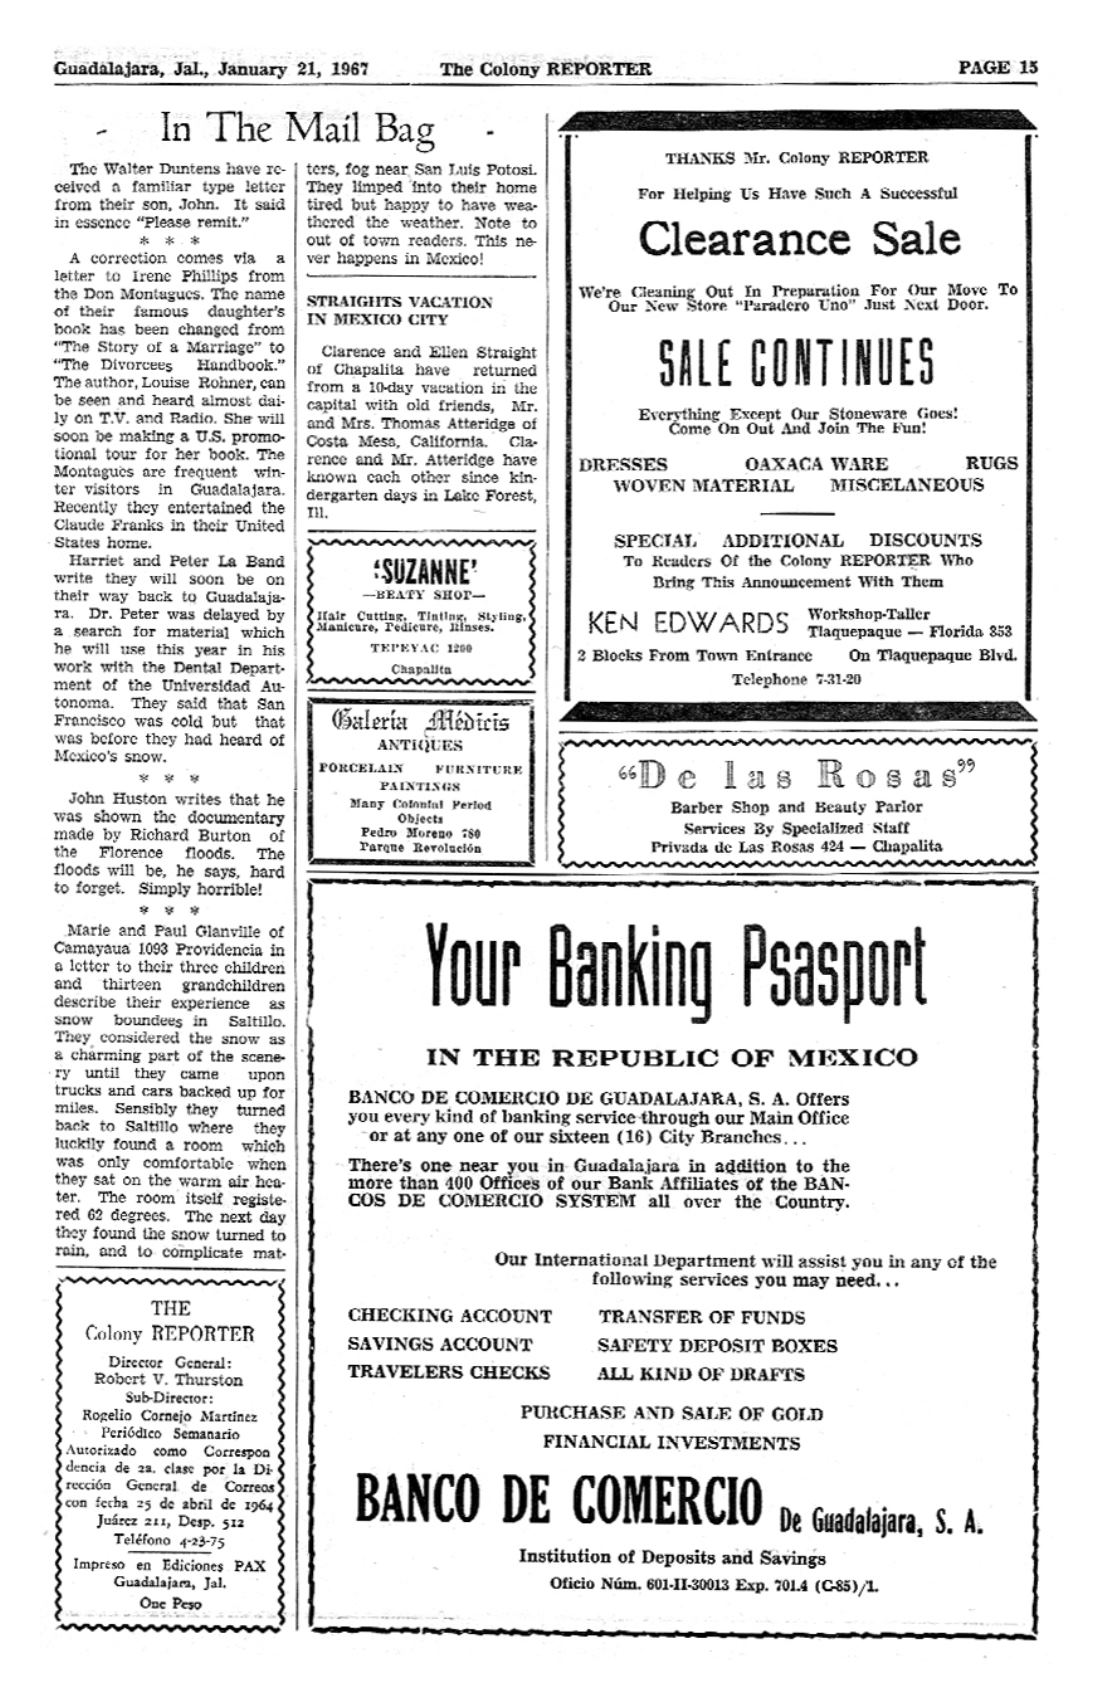 Guadalajara, Jal., January 21, 1967 The Colony REPORTER PAGE 15
- In The Mail Bag -
The Walter Duntens have re-
ceived a familiar type letter
from their son, John. It said
in essence "Please remit."
* * *
A correction comes via a
letter to Irene Phillips from
the Don Montagues. The name
of their famous daughter's
book has been changed from
"The Story of a Marriage" to
"The Divorcees Handbook."
The author, Louise Rohner, can
be seen and heard almost dai-
ly on T.V. and Radio. She will
soon be making a U.S. promo-
tional tour for her book. The
Montagues are frequent win-
ter visitors in Guadalajara.
Recently they entertained the
Claude Franks in their United
States home.
Harriet and Peter La Band
write they will soon be on
their way back to Guadalaja-
ra. Dr. Peter was delayed by
a search for material which
he will use this year in his
work with the Dental Depart-
ment of the Universidad Au-
tonoma. They said that San
Francisco was cold but that
was before they had heard of
Mexico's snow.
* * *
John Huston writes that he
was shown the documentary
made by Richard Burton of
the Florence floods. The
floods will be, he says, hard
to forget. Simply horrible!
* * *
Marie and Paul Glanville of
Camayaua 1093 Providencia in
a letter to their three children
and thirteen grandchildren
describe their experience as
snow boundees in Saltillo.
They considered the snow as
a charming part of the scene-
ry until they came upon
trucks and cars backed up for
miles. Sensibly they turned
back to Saltillo where they
lucktly found a room which
was only comfortable when
they sat on the warm air hea-
ter. The room itself registe-
red 62 degrees. The next day
they found the snow turned to
rain, and to complicate mat-
ters, fog near San Luis Potosi.
They limped into their home
tired but happy to have wea-
thered the weather. Note to
out of town readers. This ne-
ver happens in Mexico!
STRAIGHTS VACATION
IN MEXICO CITY
Clarence and Ellen Straight
of Chapalita have returned
from a 10-day vacation in the
capital with old friends, Mr.
and Mrs. Thomas Atteridge of
Costa Mesa, California. Cla-
rence and Mr. Atteridge have
known each other since kin-
dergarten days in Lake Forest,
Ill.
'SUZANNE'
—BEATY SHOP—
Hair Cutting, Tinting, Styling,
Manicure, Pedicure, Rinses.
TEPEYAC 1200
Chapalita
Galería Médicis
ANTIQUES
PORCELAIN FURNITURE
PAINTINGS
Many Colonial Period
Objects
Pedro Moreno 780
Parque Revolución
THANKS Mr. Colony REPORTER
For Helping Us Have Such A Successful
Clearance Sale
We're Cleaning Out In Preparation For Our Move To
Our New Store "Paradero Uno" Just Next Door.
SALE CONTINUES
Everything Except Our Stoneware Goes!
Come On Out And Join The Fun!
DRESSES OAXACA WARE RUGS
WOVEN MATERIAL MISCELANEOUS
SPECIAL ADDITIONAL DISCOUNTS
To Readers Of the Colony REPORTER Who
Bring This Announcement With Them
KEN EDWARDS Workshop-Taller
Tlaquepaque — Florida 353
2 Blocks From Town Entrance On Tlaquepaque Blvd.
Telephone 7-31-20
"De las Rosas"
Barber Shop and Beauty Parlor
Services By Specialized Staff
Privada de Las Rosas 424 — Chapalita
Your Banking Psasport
IN THE REPUBLIC OF MEXICO
BANCO DE COMERCIO DE GUADALAJARA, S. A. Offers
you every kind of banking service through our Main Office
or at any one of our sixteen (16) City Branches...
There's one near you in Guadalajara in addition to the
more than 400 Offices of our Bank Affiliates of the BAN-
COS DE COMERCIO SYSTEM all over the Country.
Our International Department will assist you in any of the
following services you may need...
CHECKING ACCOUNT TRANSFER OF FUNDS
SAVINGS ACCOUNT SAFETY DEPOSIT BOXES
TRAVELERS CHECKS ALL KIND OF DRAFTS
PURCHASE AND SALE OF GOLD
FINANCIAL INVESTMENTS
BANCO DE COMERCIO De Guadalajara, S. A.
Institution of Deposits and Savings
Oficio Núm. 601-II-30013 Exp. 701.4 (C-85)/1.
THE
Colony REPORTER
Director General:
Robert V. Thurston
Sub-Director:
Rogelio Cornejo Martínez
Periódico Semanario
Autorizado como Correspon
dencia de 2a. clase por la Di-
rección General de Correos
con fecha 25 de abril de 1964
Juárez 211, Desp. 512
Teléfono 4-23-75
Impreso en Ediciones PAX
Guadalajara, Jal.
One Peso